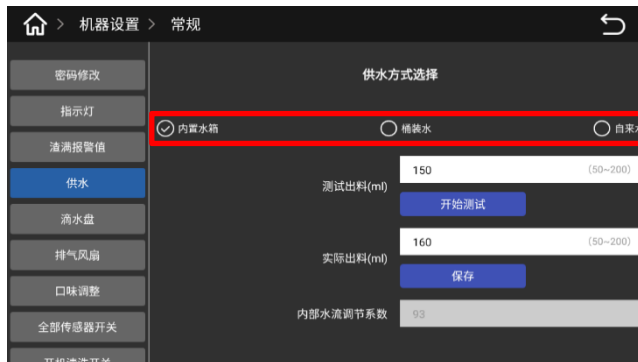 机器设置 > 常规
密码修改
指示灯
渣满报警值
供水
滴水盘
排气风扇
口味调整
全部传感器开关
供水方式选择
内置水箱
桶装水
自来
测试出料(ml)
150
(50~200)
开始测试
实际出料(ml)
160
(50~200)
保存
内部水流调节系数
93